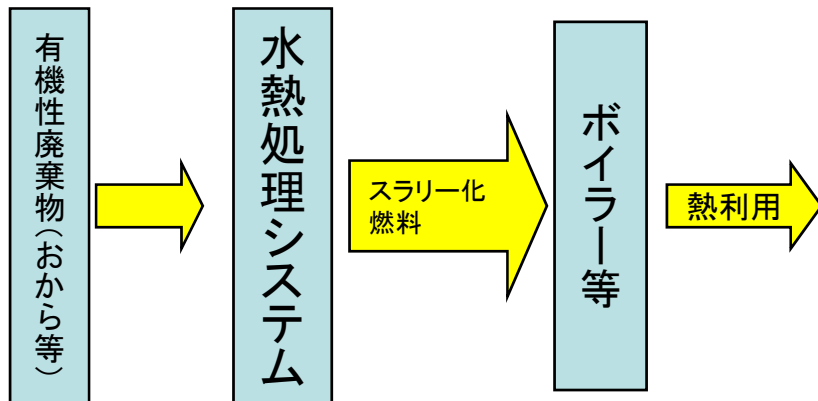 有機性廃棄物（おから等）
水熱処理システム
スラリー化
燃料
ボイラー等
熱利用